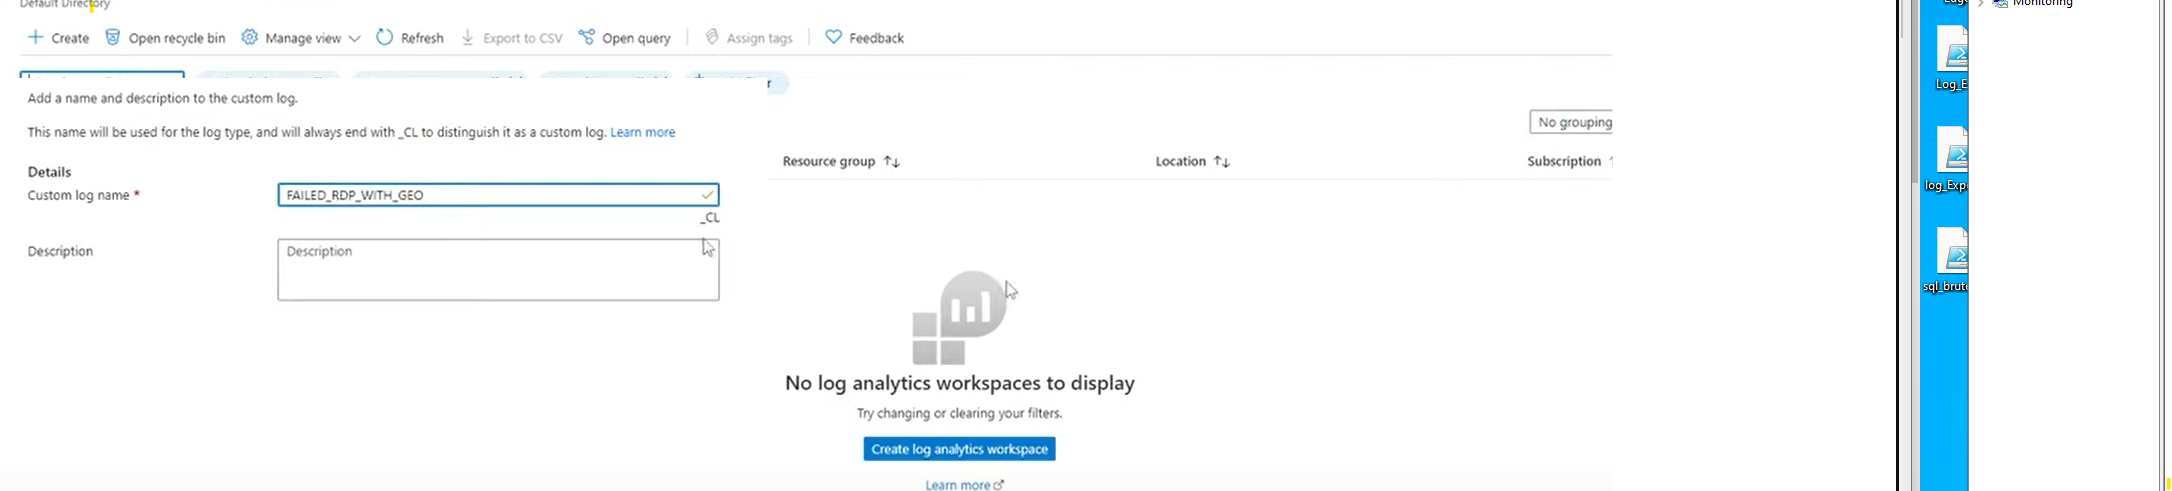 Default Directory
Create Open recycle bin Manage view Refresh Export to CSV Open query Assign tags Feedback
Add a name and description to the custom log.
This name will be used for the log type, and will always end with _CL to distinguish it as a custom log. Learn more
Details
Custom log name *
FAILED_RDP_WITH_GEO
_CL
Description
Description
No grouping
Resource group Location Subscription
No log analytics workspaces to display
Try changing or clearing your filters.
Create log analytics workspace
Learn more
Log_E
log_Expo
sql_brute
Monitoring